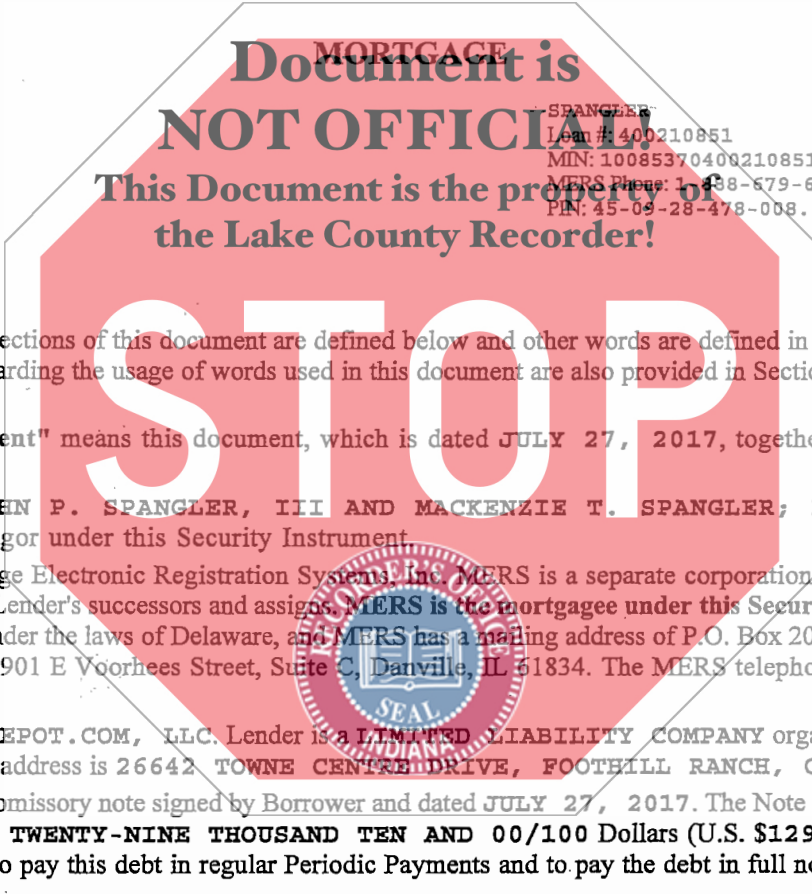 MORTGAGE
Document is
NOT OFFICIAL!
This Document is the property of
the Lake County Recorder!
SPANGLER
Loan #: 400210851
MIN: 10085370400210851
MERS Phone: 1-888-679-6
PIN: 45-09-28-478-008.
STOP
ections of this document are defined below and other words are defined in
arding the usage of words used in this document are also provided in Secti
ent" means this document, which is dated JULY 27, 2017, togethe
HN P. SPANGLER, III AND MACKENZIE T. SPANGLER;
gor under this Security Instrument.
ge Electronic Registration Systems, Inc. MERS is a separate corporation
Lender's successors and assigns. MERS is the mortgagee under this Secur
der the laws of Delaware, and MERS has a mailing address of P.O. Box 20
901 E Voorhees Street, Suite C, Danville, IL 61834. The MERS telepho
RECORDER'S OFFICE
SEAL
INDIANA
EPOT.COM, LLC. Lender is a LIMITED LIABILITY COMPANY orga
address is 26642 TOWNE CENTRE DRIVE, FOOTHILL RANCH, C
omissory note signed by Borrower and dated JULY 27, 2017. The Note
TWENTY-NINE THOUSAND TEN AND 00/100 Dollars (U.S. $129
o pay this debt in regular Periodic Payments and to pay the debt in full no